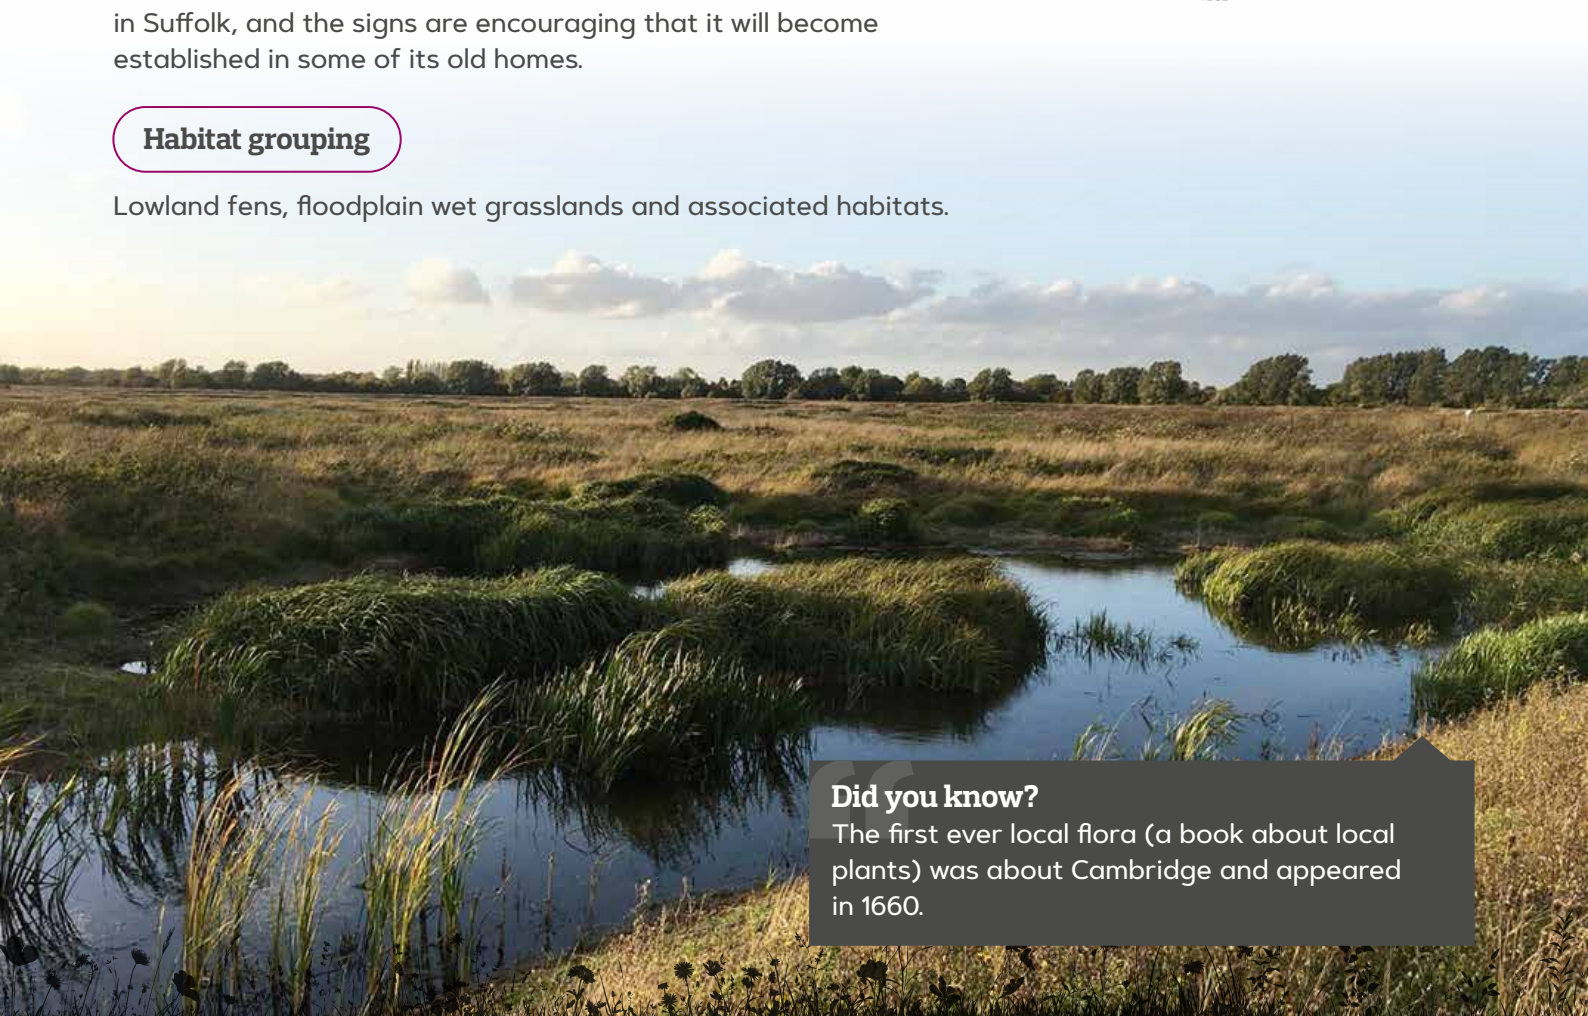 in Suffolk, and the signs are encouraging that it will become
established in some of its old homes.
Habitat grouping
Lowland fens, floodplain wet grasslands and associated habitats.
Did you know?
The first ever local flora (a book about local
plants) was about Cambridge and appeared
in 1660.